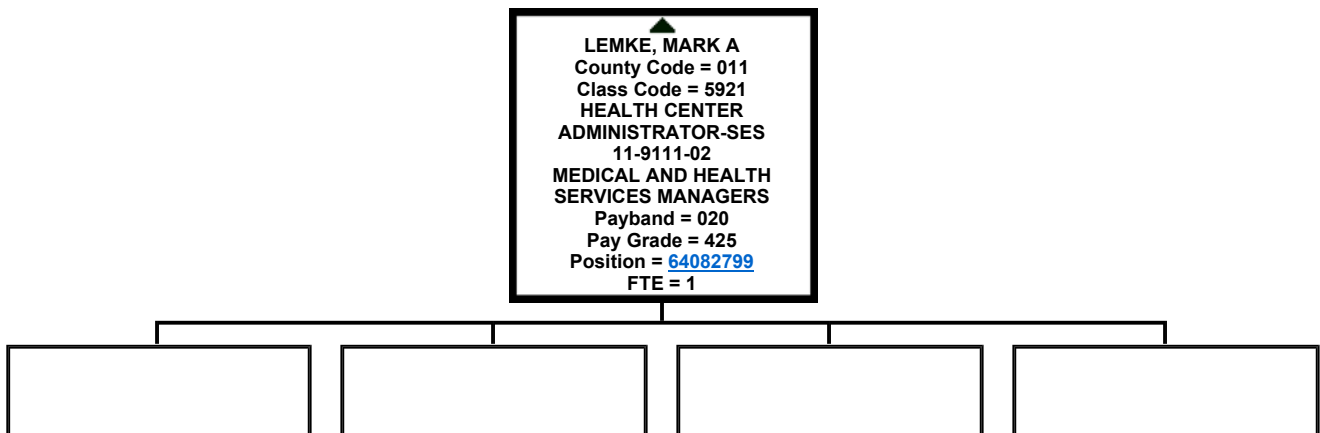 LEMKE, MARK A
County Code = 011
Class Code = 5921
HEALTH CENTER
ADMINISTRATOR-SES
11-9111-02
MEDICAL AND HEALTH
SERVICES MANAGERS
Payband = 020
Pay Grade = 425
Position = 64082799
FTE = 1